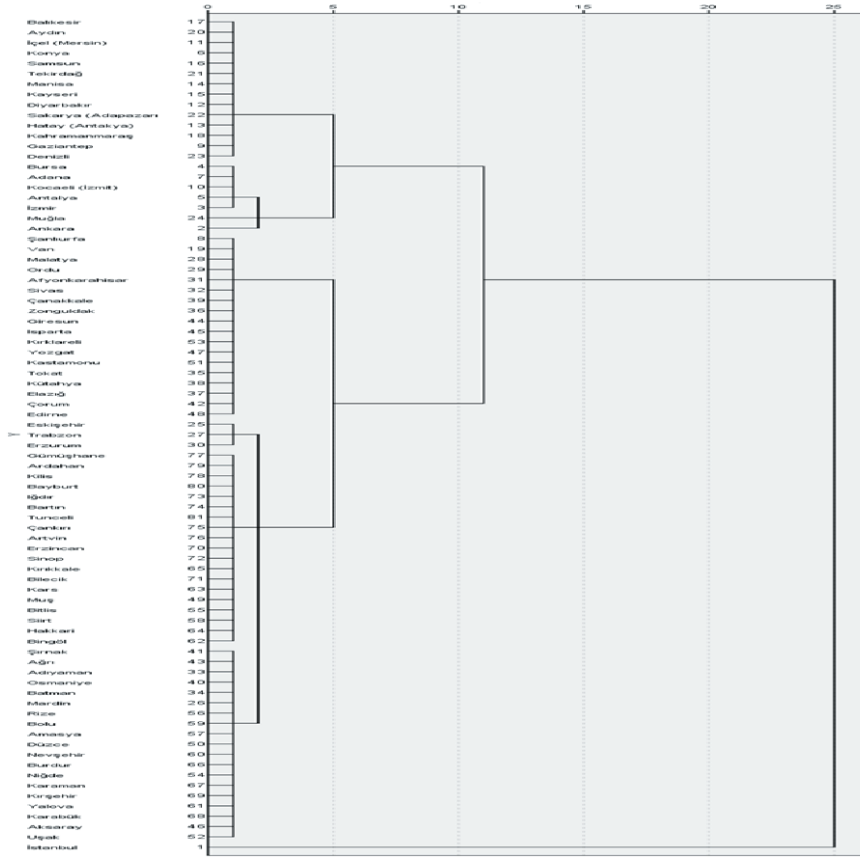 0 5 10 15 20 25
Balıkesir 17
Aydın 20
İçel (Mersin) 11
Konya 6
Samsun 16
Tekirdağ 21
Manisa 14
Kayseri 15
Diyarbakır 12
Sakarya (Adapazarı 22
Hatay (Antakya) 13
Kahramanmaraş 18
Gaziantep 9
Denizli 23
Bursa 4
Adana 7
Kocaeli (İzmit) 10
Antalya 5
İzmir 3
Muğla 24
Ankara 2
Şanlıurfa 8
Van 19
Malatya 28
Ordu 29
Afyonkarahisar 31
Sivas 32
Çanakkale 39
Zonguldak 36
Giresun 44
Isparta 45
Kırklareli 53
Yozgat 47
Kastamonu 51
Tokat 35
Kütahya 38
Elazığ 37
Çorum 42
Edirne 48
Eskişehir 25
Trabzon 27
Erzurum 30
Gümüşhane 77
Ardahan 79
Kilis 78
Bayburt 80
Iğdır 73
Bartın 74
Tunceli 81
Çankırı 75
Artvin 76
Erzincan 70
Sinop 72
Kırıkkale 65
Bilecik 71
Kars 63
Muş 49
Bitlis 55
Siirt 58
Hakkari 64
Bingöl 62
Şırnak 41
Ağrı 43
Adıyaman 33
Osmaniye 40
Batman 34
Mardin 26
Rize 56
Bolu 59
Amasya 57
Düzce 50
Nevşehir 60
Burdur 66
Niğde 54
Karaman 67
Kırşehir 69
Yalova 61
Karabük 68
Aksaray 46
Uşak 52
İstanbul 1